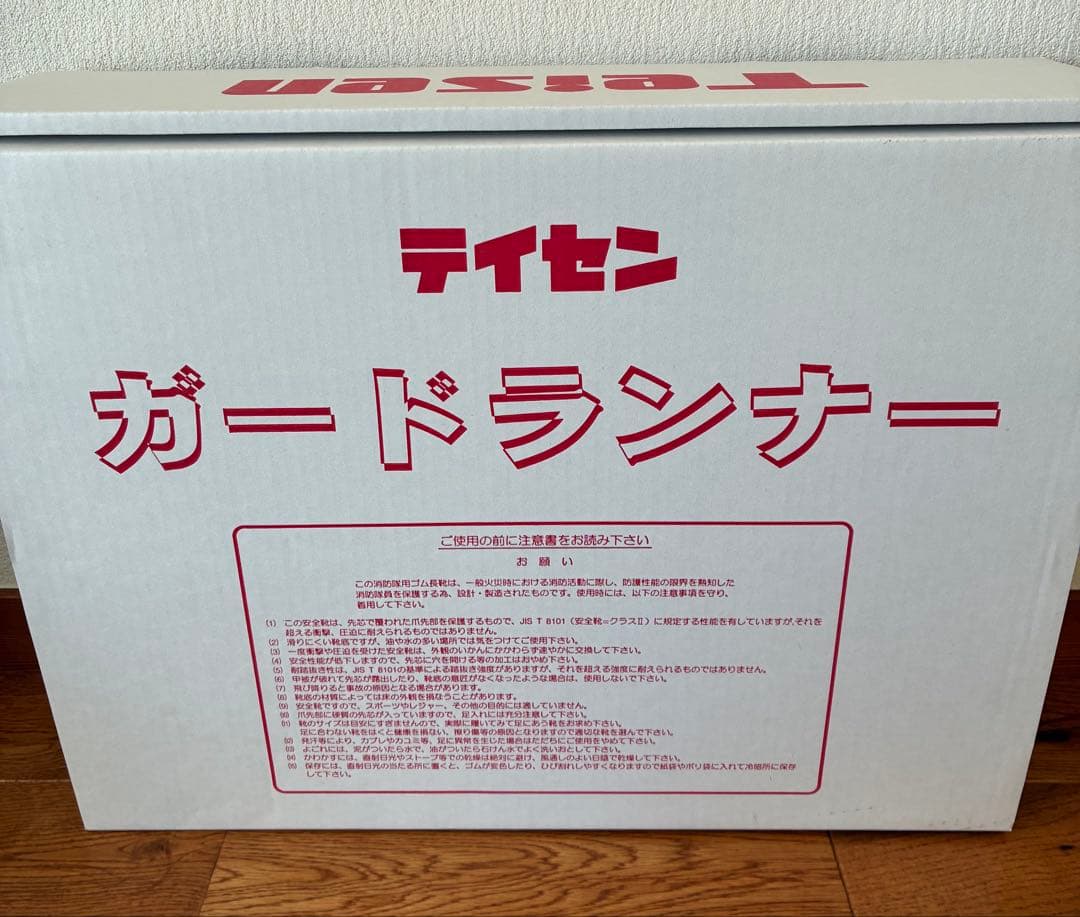 Teisen
テイセン
ガードランナー
ご使用の前に注意書をお読み下さい
お願い
この消防隊用ゴム長靴は、一般火災時における消防活動に際し、防護性能の限界を熟知した
消防隊員を保護する為、設計・製造されたものです。使用時には、以下の注意事項を守り、
着用して下さい。
(1) この安全靴は、先芯で覆われた爪先部を保護するもので、JIS T 8101（安全靴=クラスⅡ）に規定する性能を有していますが、それを
超える衝撃、圧迫に耐えられるものではありません。
(2) 滑りにくい靴底ですが、油や水の多い場所では気をつけてご使用下さい。
(3) 一度衝撃や圧迫を受けた安全靴は、外観のいかんにかかわらず速やかに交換して下さい。
(4) 安全性能が低下しますので、先芯に穴を開ける等の加工はおやめ下さい。
(5) 耐踏抜き性は、JIS T 8101の基準による踏抜き強度がありますが、それを超える強度に耐えられるものではありません。
(6) 甲被が破れて先芯が露出したり、靴底の意匠がなくなったような場合は、使用しないで下さい。
(7) 飛び降りると事故の原因となる場合があります。
(8) 靴底の材質によっては床の外観を損なうことがあります。
(9) 安全靴ですので、スポーツやレジャー、その他の目的には適していません。
(10) 爪先部に硬質の先芯が入っていますので、足入れには充分注意して下さい。
(11) 靴のサイズは目安にすぎませんので、実際に履いてみて足にあう靴をお求め下さい。
足に合わない靴をはくと健康を損い、擦り傷等の原因となりますので適切な靴を選んで下さい。
(12) 発汗等により、カブレやカユミ等、足に異常を生じた場合はただちにご使用をやめて下さい。
(13) よごれには、泥がついたら水で、油がついたら石けん水でよく洗いおとして下さい。
(14) かわかすには、直射日光やストーブ等での乾燥は絶対に避け、風通しのよい日陰で乾燥して下さい。
(15) 保存には、直射日光の当たる所に置くと、ゴムが変色したり、ひび割れしやすくなりますので紙袋やポリ袋に入れて冷暗所に保存
して下さい。